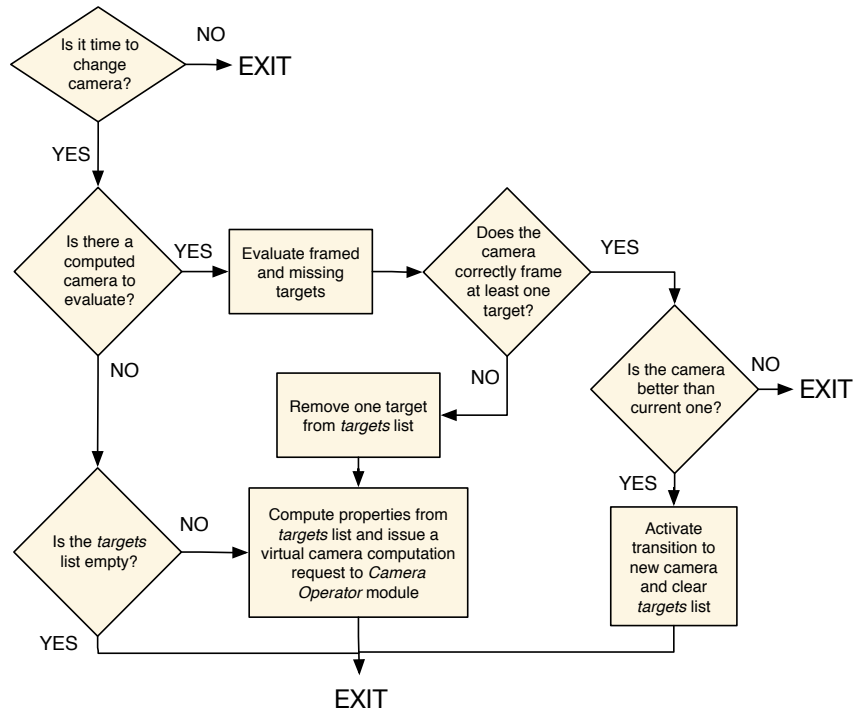 Is it time to
change
camera?
NO
EXIT
YES
Is there a
computed
camera to
evaluate?
YES
Evaluate framed
and missing
targets
Does the
camera
correctly frame
at least one
target?
YES
NO
NO
Remove one target
from targets list
Is the camera
better than
current one?
NO
EXIT
YES
Is the targets
list empty?
NO
Compute properties from
targets list and issue a
virtual camera computation
request to Camera
Operator module
Activate
transition to
new camera
and clear
targets list
YES
EXIT